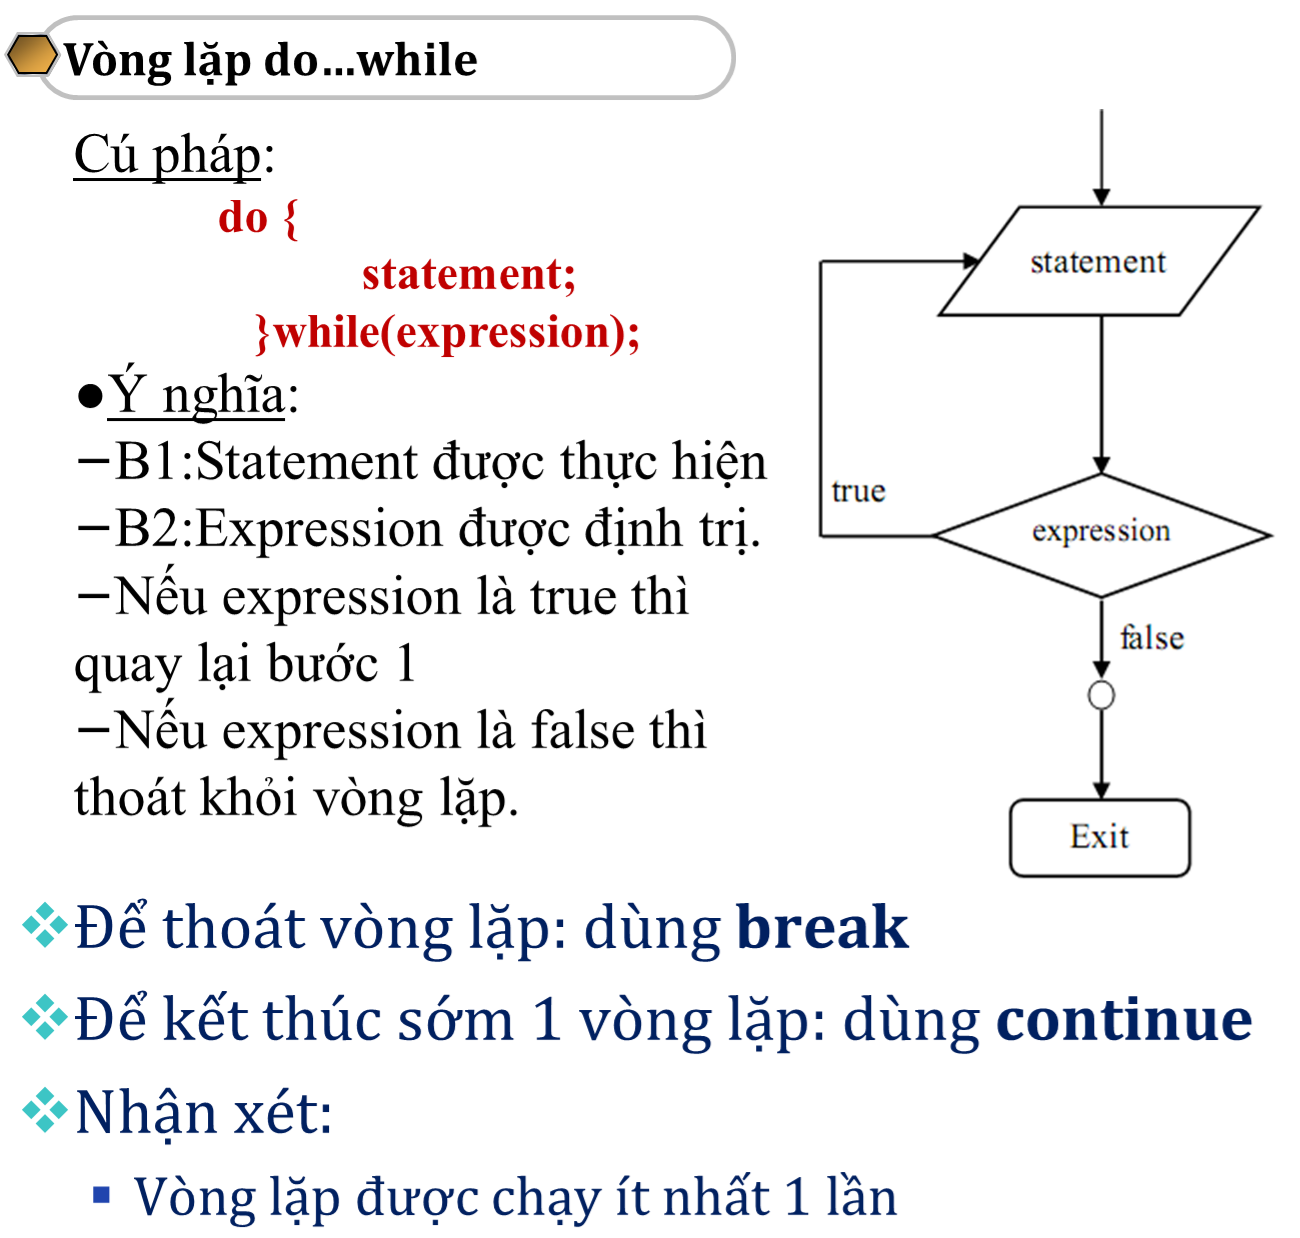 Vòng lặp do...while
Cú pháp:
do {
statement;
}while(expression);
●Ý nghĩa:
–B1:Statement được thực hiện
–B2:Expression được định trị.
–Nếu expression là true thì
quay lại bước 1
–Nếu expression là false thì
thoát khỏi vòng lặp.
statement
true
expression
false
Exit
❖Để thoát vòng lặp: dùng break
❖Để kết thúc sớm 1 vòng lặp: dùng continue
❖Nhận xét:
▪ Vòng lặp được chạy ít nhất 1 lần